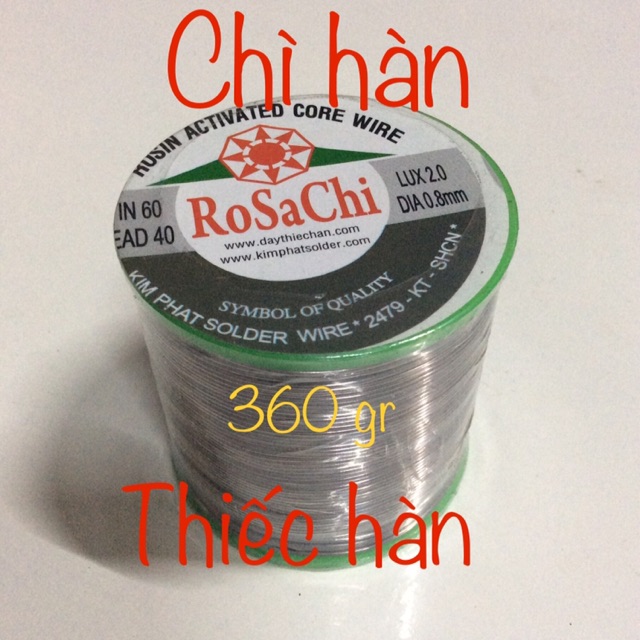 Chì hàn
ROSIN ACTIVATED CORE WIRE
IN 60
EAD 40
RoSaChi
LUX 2.0
DIA 0.8mm
www.daythiechan.com
www.kimphatsolder.com
SYMBOL OF QUALITY
KIM PHAT SOLDER WIRE * 2479 - KT - SHCN *
360 gr
Thiếc hàn